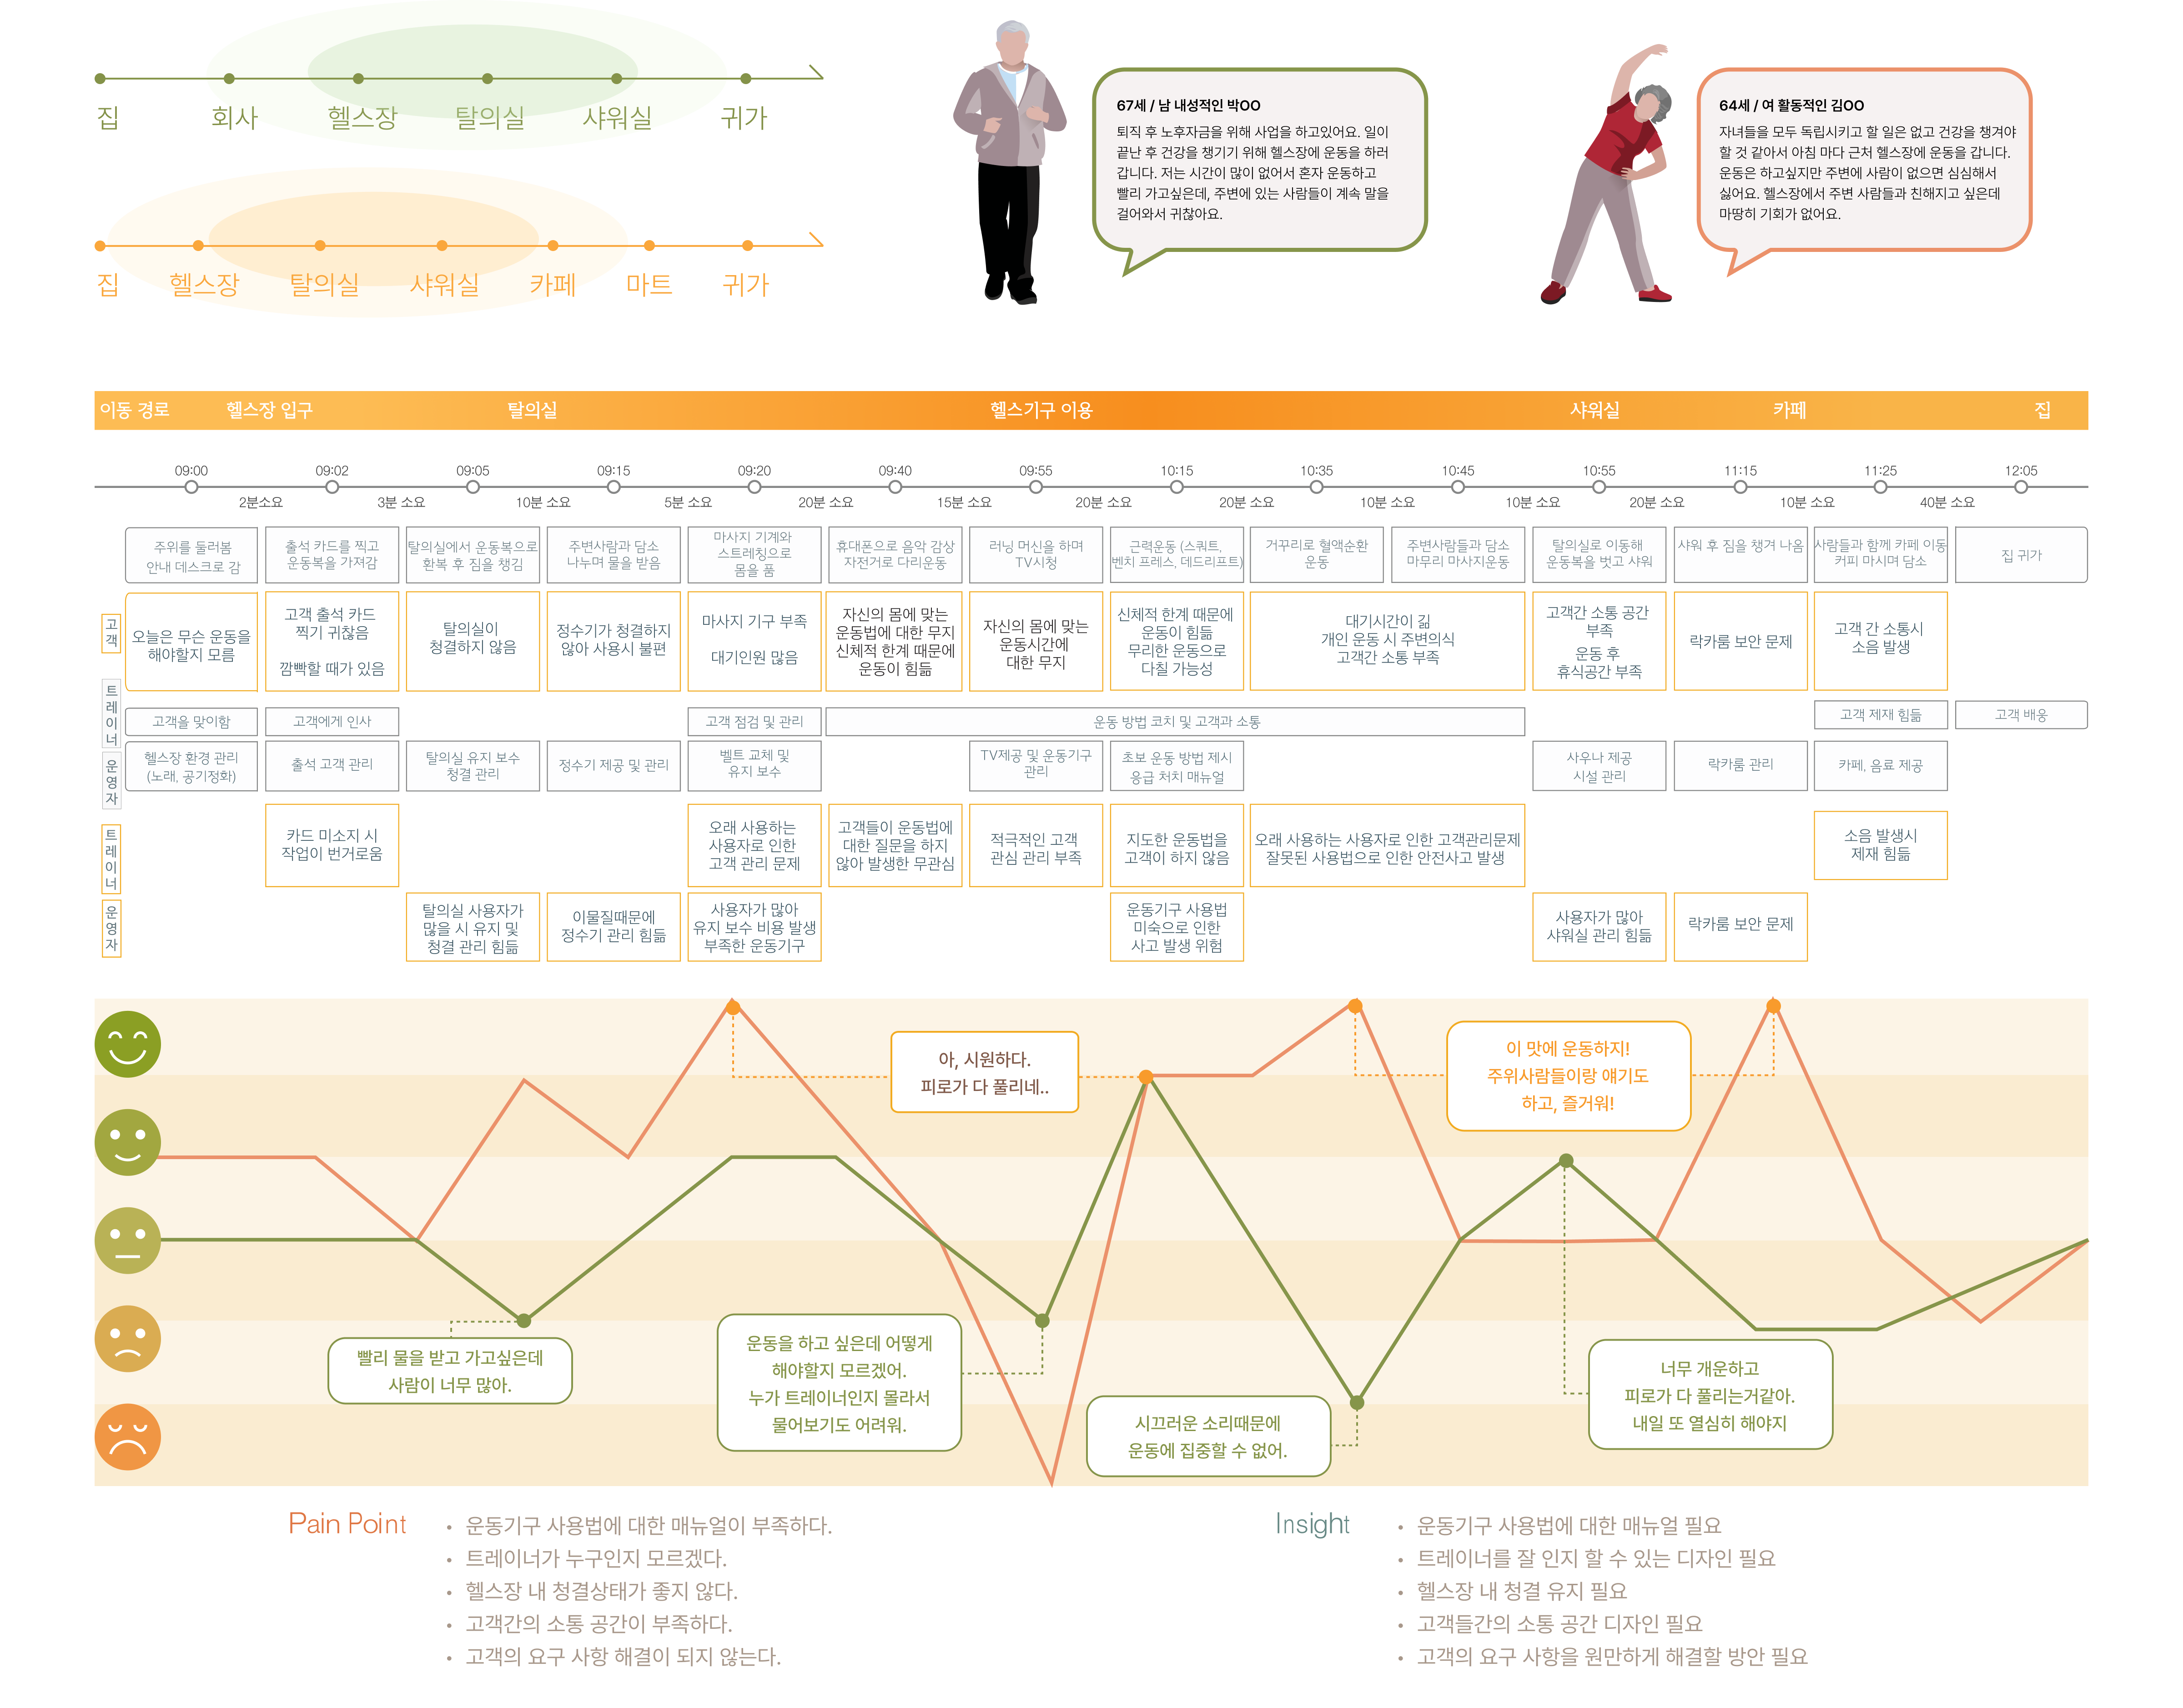 집 회사 헬스장 탈의실 샤워실 귀가
집 헬스장 탈의실 샤워실 카페 마트 귀가
67세 / 남 내성적인 박OO
퇴직 후 노후자금을 위해 사업을 하고있어요. 일이
끝난 후 건강을 챙기기 위해 헬스장에 운동을 하러
갑니다. 저는 시간이 많이 없어서 혼자 운동하고
빨리 가고싶은데, 주변에 있는 사람들이 계속 말을
걸어와서 귀찮아요.
64세 / 여 활동적인 김OO
자녀들을 모두 독립시키고 할 일은 없고 건강을 챙겨야
할 것 같아서 아침 마다 근처 헬스장에 운동을 갑니다.
운동은 하고싶지만 주변에 사람이 없으면 심심해서
싫어요. 헬스장에서 주변 사람들과 친해지고 싶은데
마땅히 기회가 없어요.
이동 경로 헬스장 입구 탈의실 헬스기구 이용 샤워실 카페 집
09:00 09:02 09:05 09:15 09:20 09:40 09:55 10:15 10:35 10:45 10:55 11:15 11:25 12:05
2분소요 3분 소요 10분 소요 5분 소요 20분 소요 15분 소요 20분 소요 20분 소요 10분 소요 10분 소요 20분 소요 10분 소요 40분 소요
주위를 둘러봄
안내 데스크로 감
출석 카드를 찍고
운동복을 가져감
탈의실에서 운동복으로
환복 후 짐을 챙김
주변사람과 담소
나누며 물을 받음
마사지 기계와
스트레칭으로
몸을 품
휴대폰으로 음악 감상
자전거로 다리운동
러닝 머신을 하며
TV시청
근력운동 (스쿼트,
벤치 프레스, 데드리프트)
거꾸리로 혈액순환
운동
주변사람들과 담소
마무리 마사지운동
탈의실로 이동해
운동복을 벗고 샤워
샤워 후 짐을 챙겨 나옴
사람들과 함께 카페 이동
커피 마시며 담소
집 귀가
고객
오늘은 무슨 운동을
해야할지 모름
고객 출석 카드
찍기 귀찮음
깜빡할 때가 있음
탈의실이
청결하지 않음
정수기가 청결하지
않아 사용시 불편
마사지 기구 부족
대기인원 많음
자신의 몸에 맞는
운동법에 대한 무지
신체적 한계 때문에
운동이 힘듦
자신의 몸에 맞는
운동시간에
대한 무지
신체적 한계 때문에
운동이 힘듦
무리한 운동으로
다칠 가능성
대기시간이 긺
개인 운동 시 주변의식
고객간 소통 부족
고객간 소통 공간
부족
운동 후
휴식공간 부족
락카룸 보안 문제
고객 간 소통시
소음 발생
트레이너
고객을 맞이함
고객에게 인사
고객 점검 및 관리
운동 방법 코치 및 고객과 소통
고객 제재 힘듦
고객 배웅
운영자
헬스장 환경 관리
(노래, 공기정화)
출석 고객 관리
탈의실 유지 보수
청결 관리
정수기 제공 및 관리
벨트 교체 및
유지 보수
TV제공 및 운동기구
관리
초보 운동 방법 제시
응급 처치 매뉴얼
사우나 제공
시설 관리
락카룸 관리
카페, 음료 제공
트레이너
카드 미소지 시
작업이 번거로움
오래 사용하는
사용자로 인한
고객 관리 문제
고객들이 운동법에
대한 질문을 하지
않아 발생한 무관심
적극적인 고객
관심 관리 부족
지도한 운동법을
고객이 하지 않음
오래 사용하는 사용자로 인한 고객관리문제
잘못된 사용법으로 인한 안전사고 발생
소음 발생시
제재 힘듦
운영자
탈의실 사용자가
많을 시 유지 및
청결 관리 힘듦
이물질때문에
정수기 관리 힘듦
사용자가 많아
유지 보수 비용 발생
부족한 운동기구
운동기구 사용법
미숙으로 인한
사고 발생 위험
사용자가 많아
샤워실 관리 힘듦
락카룸 보안 문제
아, 시원하다.
피로가 다 풀리네..
이 맛에 운동하지!
주위사람들이랑 얘기도
하고, 즐거워!
빨리 물을 받고 가고싶은데
사람이 너무 많아.
운동을 하고 싶은데 어떻게
해야할지 모르겠어.
누가 트레이너인지 몰라서
물어보기도 어려워.
시끄러운 소리때문에
운동에 집중할 수 없어.
너무 개운하고
피로가 다 풀리는거같아.
내일 또 열심히 해야지
Pain Point
• 운동기구 사용법에 대한 매뉴얼이 부족하다.
• 트레이너가 누구인지 모르겠다.
• 헬스장 내 청결상태가 좋지 않다.
• 고객간의 소통 공간이 부족하다.
• 고객의 요구 사항 해결이 되지 않는다.
Insight
• 운동기구 사용법에 대한 매뉴얼 필요
• 트레이너를 잘 인지 할 수 있는 디자인 필요
• 헬스장 내 청결 유지 필요
• 고객들간의 소통 공간 디자인 필요
• 고객의 요구 사항을 원만하게 해결할 방안 필요